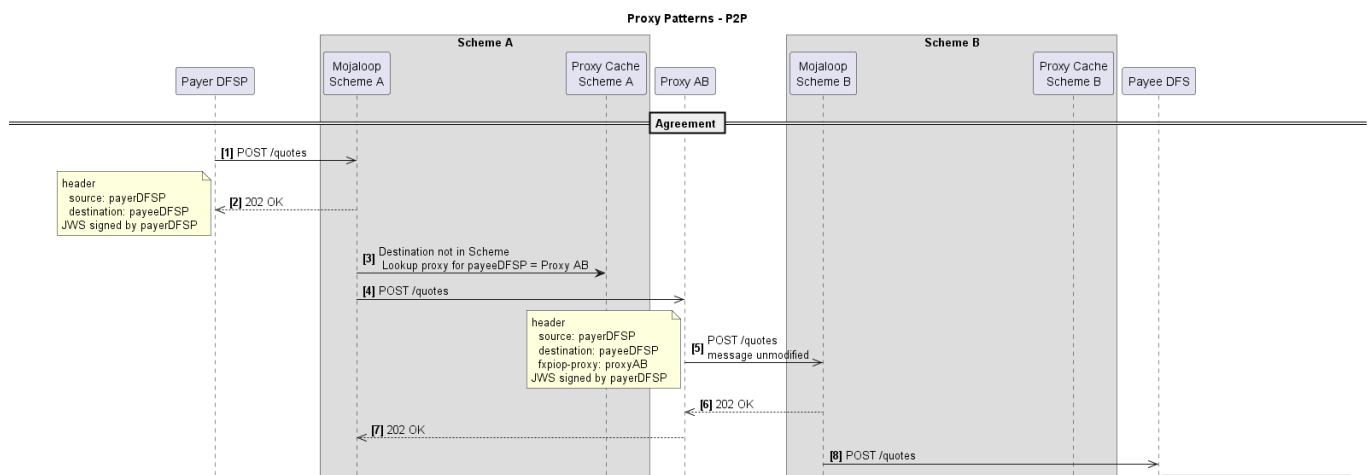 Proxy Patterns - P2P
Scheme A
Scheme B
Payer DFSP
Mojaloop
Scheme A
Proxy Cache
Scheme A
Proxy AB
Mojaloop
Scheme B
Proxy Cache
Scheme B
Payee DFS
Agreement
[1] POST /quotes
header
source: payerDFSP
destination: payeeDFSP
JWS signed by payerDFSP
[2] 202 OK
[3] Destination not in Scheme
Lookup proxy for payeeDFSP = Proxy AB
[4] POST /quotes
header
source: payerDFSP
destination: payeeDFSP
fxpiop-proxy: proxyAB
JWS signed by payerDFSP
[5] POST /quotes
message unmodified
[6] 202 OK
[7] 202 OK
[8] POST /quotes